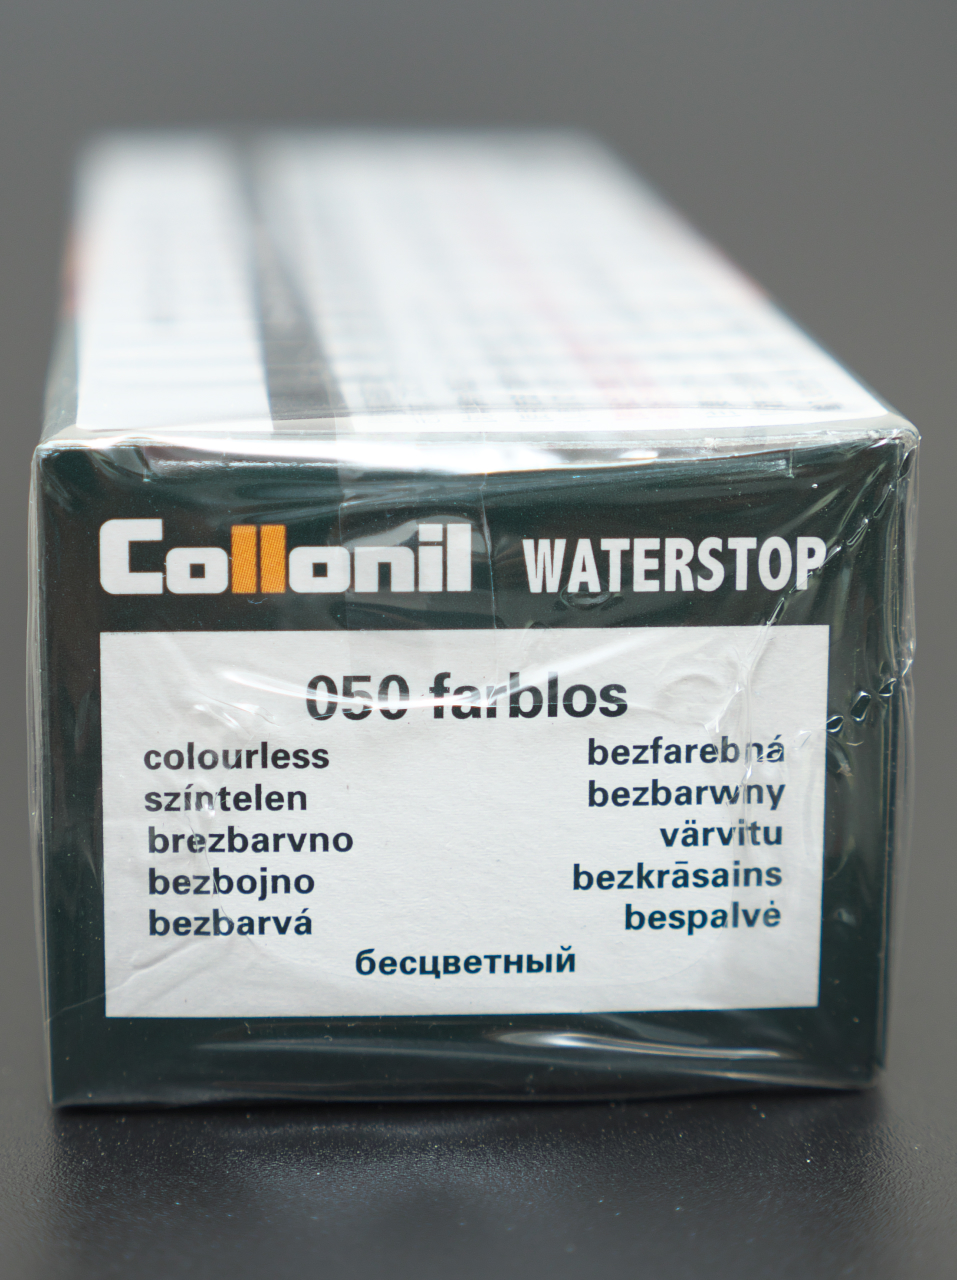 Collonil WATERSTOP
050 farblos
colourless bezfarebná
színtelen bezbarwny
brezbarvno värvitu
bezbojno bezkrāsains
bezbarvá bespalvė
бесцветный